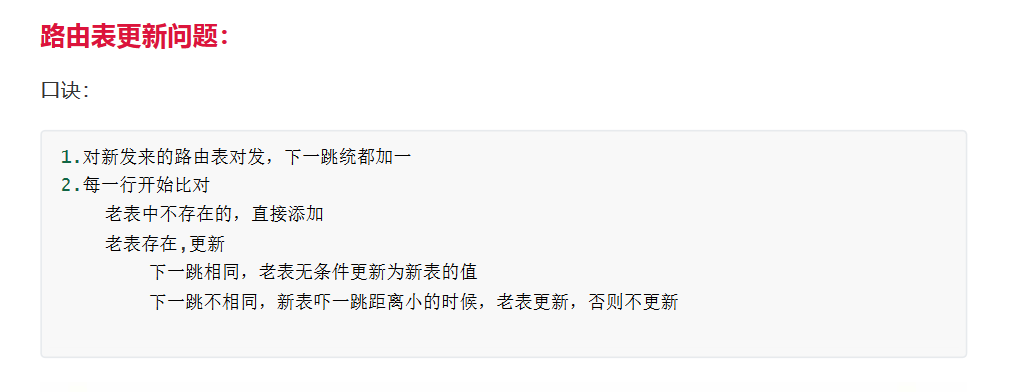 路由表更新问题：
口诀：
1.对新发来的路由表对发，下一跳统都加一
2.每一行开始比对
老表中不存在的，直接添加
老表存在,更新
下一跳相同，老表无条件更新为新表的值
下一跳不相同，新表吓一跳距离小的时候，老表更新，否则不更新